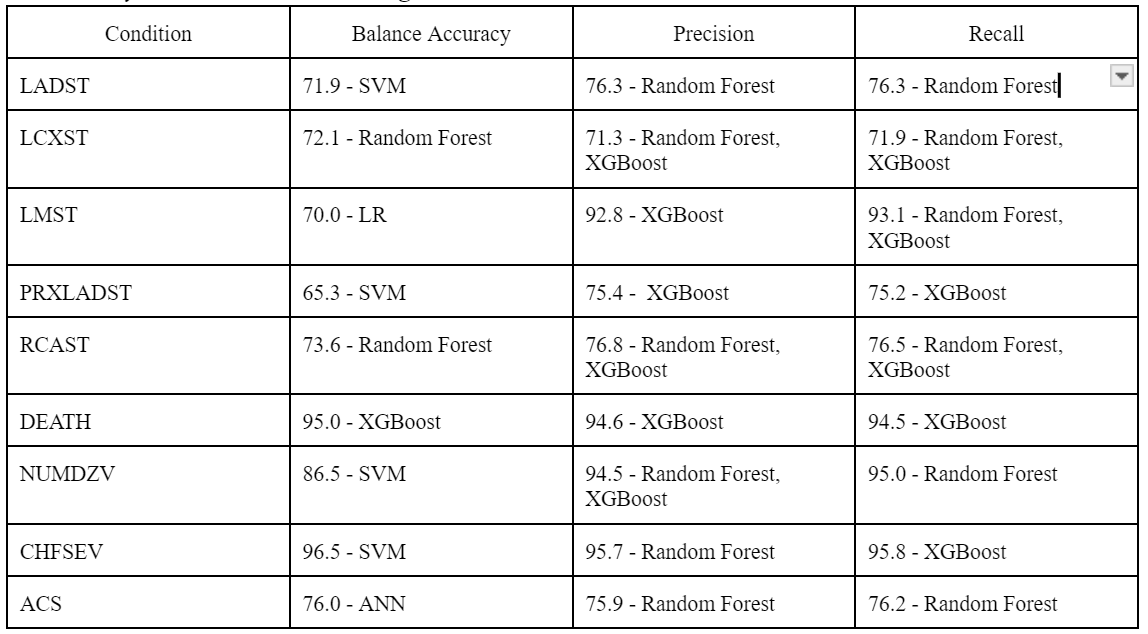 Condition Balance Accuracy Precision Recall
LADST 71.9 - SVM 76.3 - Random Forest 76.3 - Random Forest
LCXST 72.1 - Random Forest 71.3 - Random Forest, 71.9 - Random Forest,
XGBoost XGBoost
LMST 70.0 - LR 92.8 - XGBoost 93.1 - Random Forest,
XGBoost
PRXLADST 65.3 - SVM 75.4 - XGBoost 75.2 - XGBoost
RCAST 73.6 - Random Forest 76.8 - Random Forest, 76.5 - Random Forest,
XGBoost XGBoost
DEATH 95.0 - XGBoost 94.6 - XGBoost 94.5 - XGBoost
NUMDZV 86.5 - SVM 94.5 - Random Forest, 95.0 - Random Forest
XGBoost
CHFSEV 96.5 - SVM 95.7 - Random Forest 95.8 - XGBoost
ACS 76.0 - ANN 75.9 - Random Forest 76.2 - Random Forest